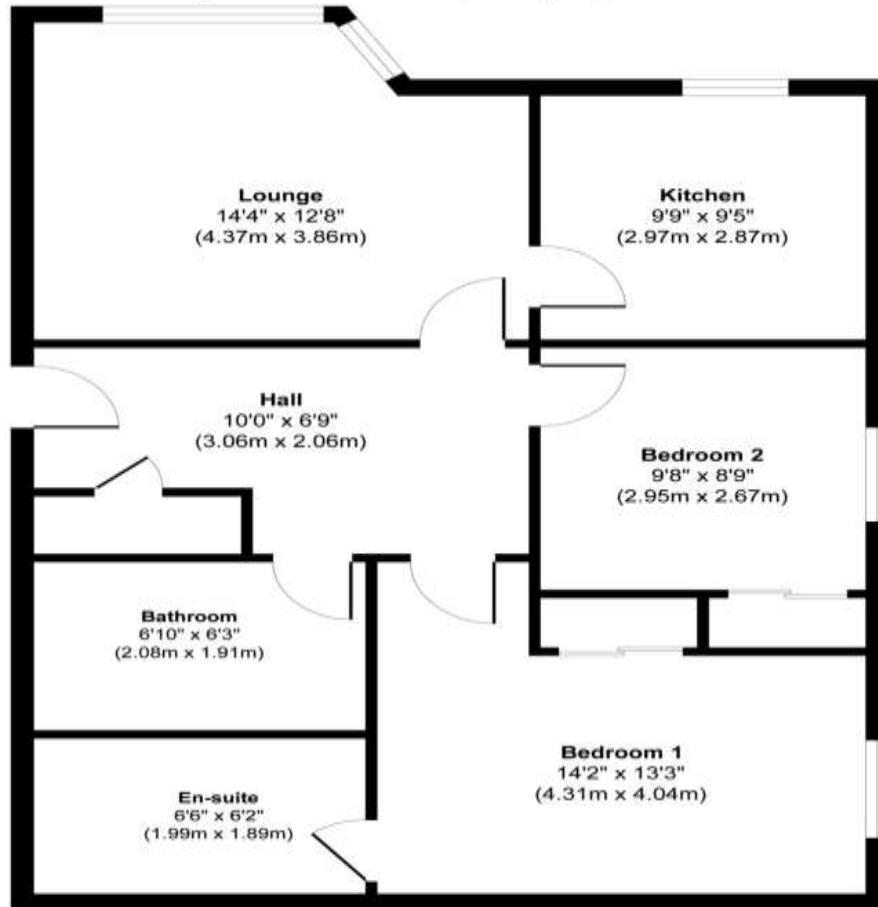 Lounge
14'4" x 12'8"
(4.37m x 3.86m)
Kitchen
9'9" x 9'5"
(2.97m x 2.87m)
Hall
10'0" x 6'9"
(3.06m x 2.06m)
Bedroom 2
9'8" x 8'9"
(2.95m x 2.67m)
Bathroom
6'10" x 6'3"
(2.08m x 1.91m)
Bedroom 1
14'2" x 13'3"
(4.31m x 4.04m)
En-suite
6'6" x 6'2"
(1.99m x 1.89m)